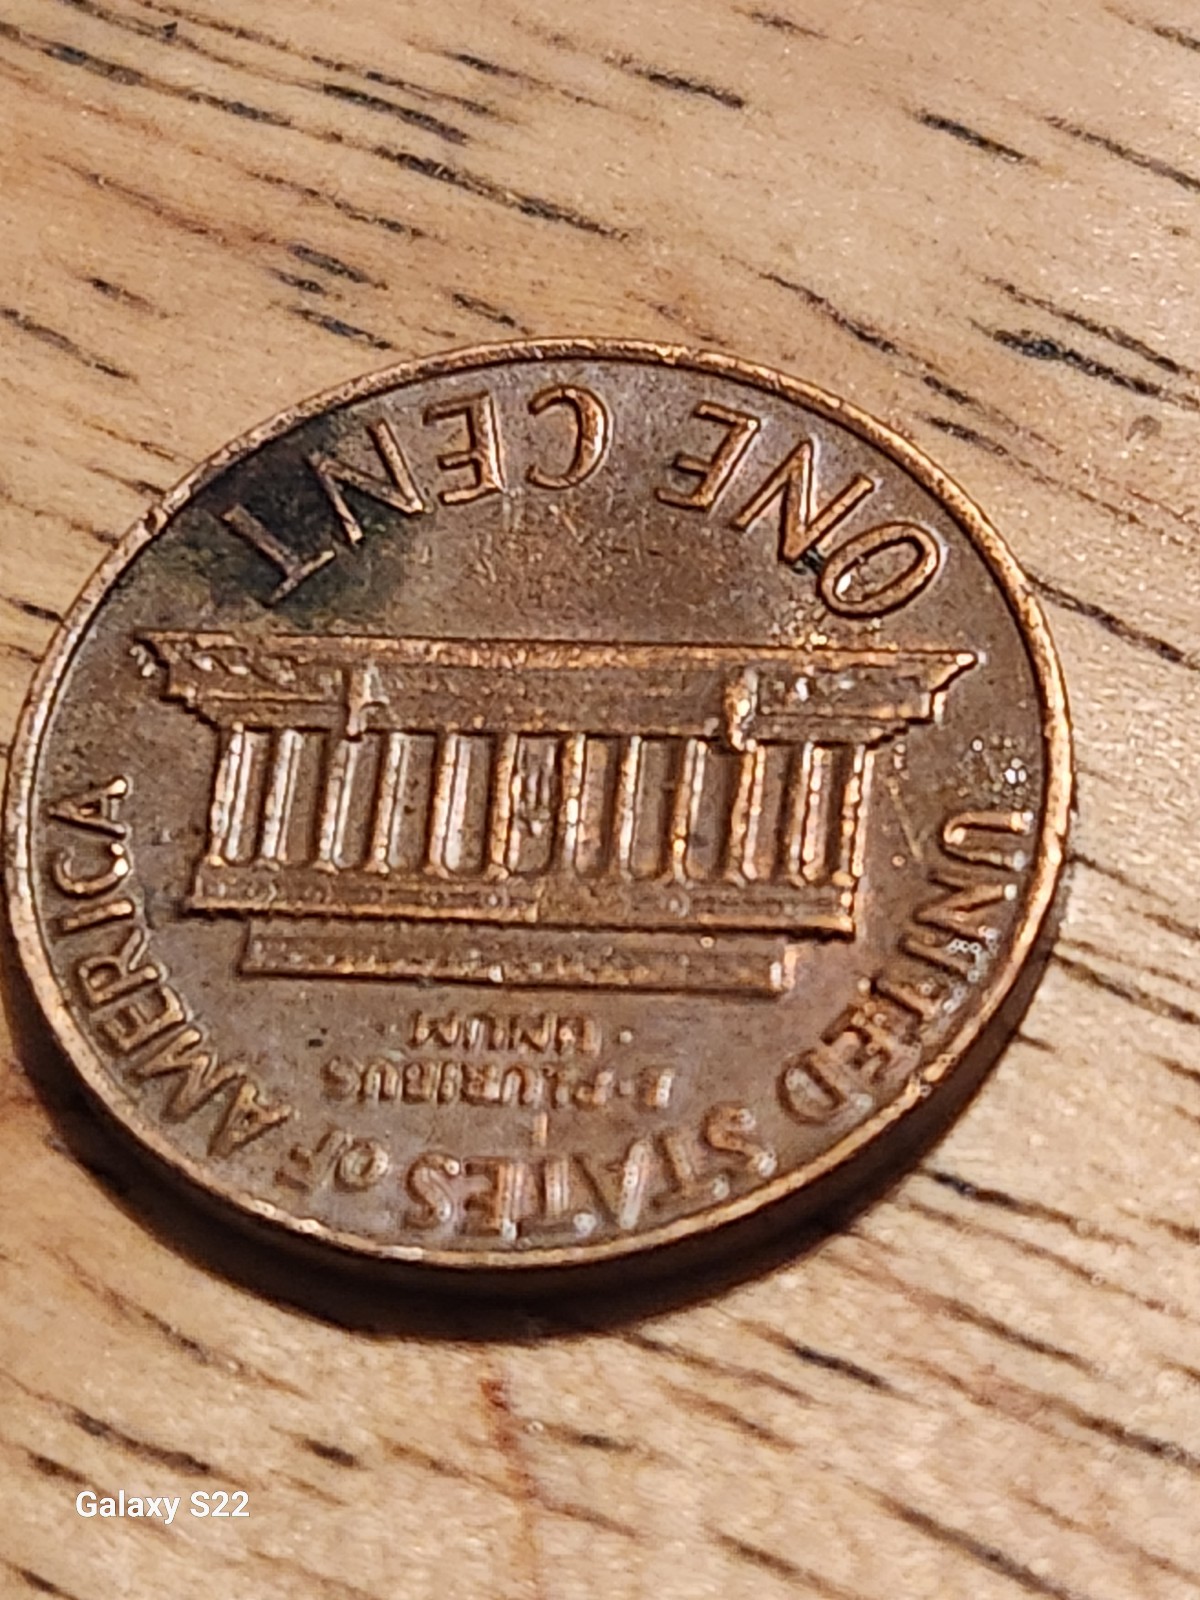 UNITED STATES OF AMERICA
E·PLURIBUS
·UNUM
ONE CENT
Galaxy S22